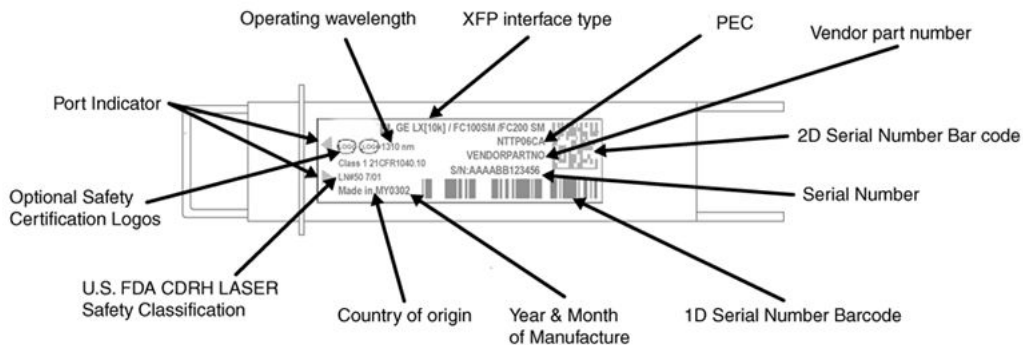 Operating wavelength
XFP interface type
PEC
Vendor part number
Port Indicator
GE LX[10k] / FC100SM /FC200 SM
LOGO LOGO 1310 nm
NTTP06CA
VENDORPARTNO
2D Serial Number Bar code
Class 1 21CFR1040.10
S/N:AAAABB123456
LN#50 7/01
Made in MY0302
Optional Safety
Certification Logos
Serial Number
U.S. FDA CDRH LASER
Safety Classification
Country of origin
Year & Month
of Manufacture
1D Serial Number Barcode